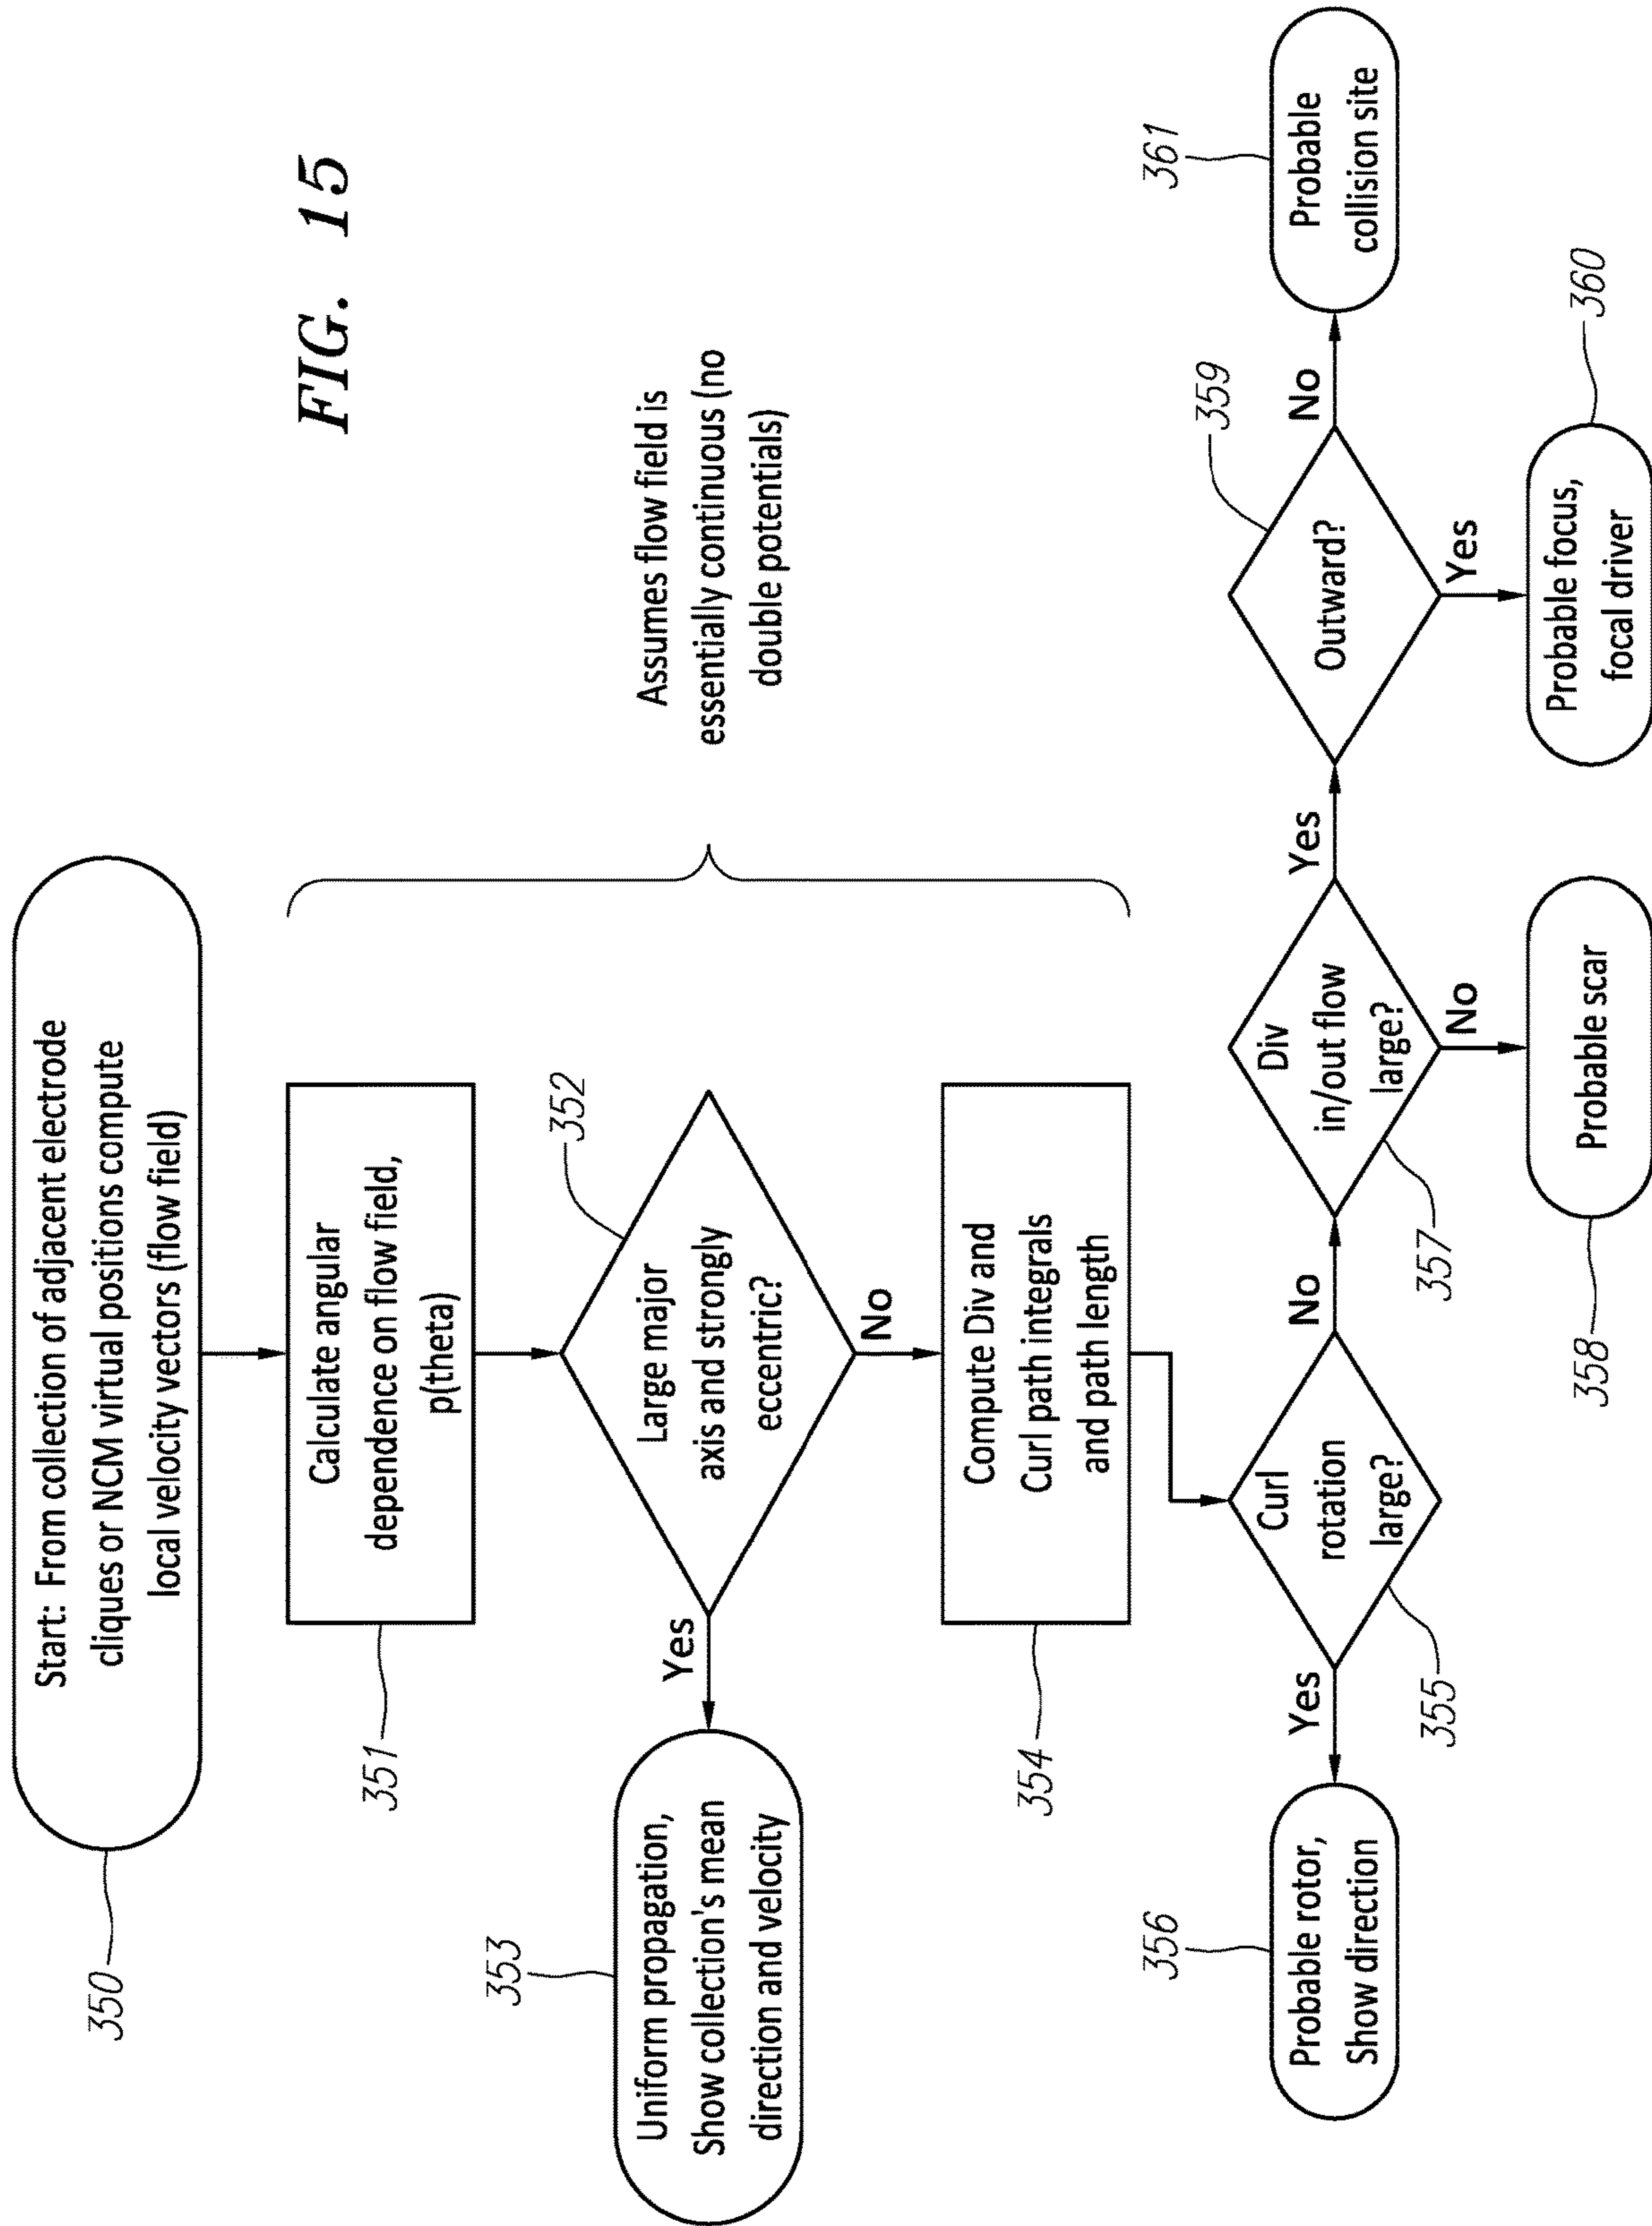 FIG. 15
Start: From collection of adjacent electrode
cliques or NCM virtual positions compute
local velocity vectors (flow field)
350
Calculate angular
dependence on flow field,
p(theta)
351
Large major
axis and strongly
eccentric?
352
Yes
No
Uniform propagation,
Show collection's mean
direction and velocity
353
Assumes flow field is
essentially continuous (no
double potentials)
Compute Div and
Curl path integrals
and path length
354
Curl
rotation
large?
355
Yes
No
Probable rotor,
Show direction
356
Div
in/out flow
large?
357
Yes
No
Probable scar
358
Outward?
359
No
Yes
Probable focus,
focal driver
360
Probable
collision site
361